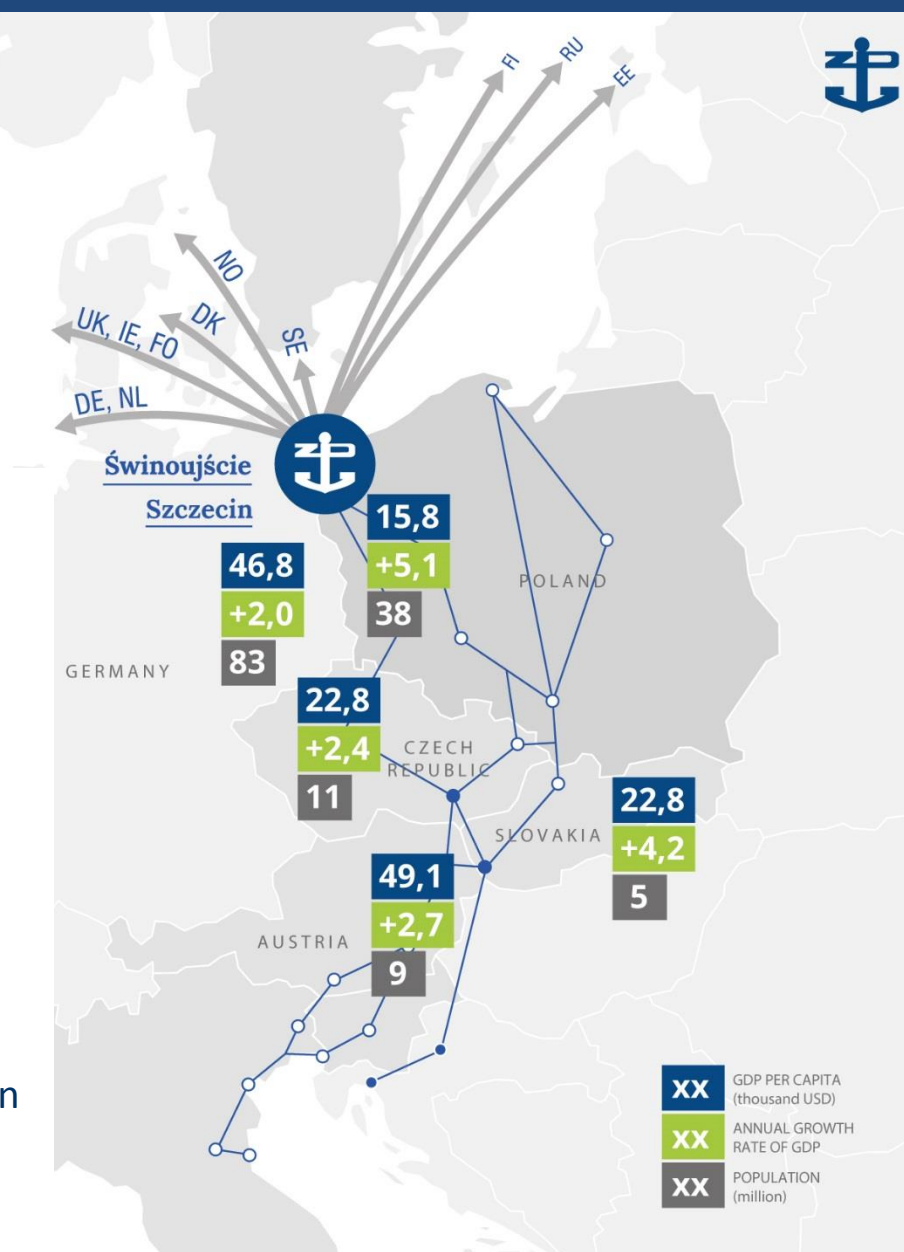 ZP
FI
RU
EE
NO
DK
SE
UK, IE, FO
DE, NL
ZP
Świnoujście
Szczecin
15,8
+5,1
38
46,8
+2,0
83
POLAND
GERMANY
22,8
+2,4
11
CZECH
REPUBLIC
22,8
+4,2
5
SLOVAKIA
49,1
+2,7
9
AUSTRIA
n
XX GDP PER CAPITA
(thousand USD)
XX ANNUAL GROWTH
RATE OF GDP
XX POPULATION
(million)